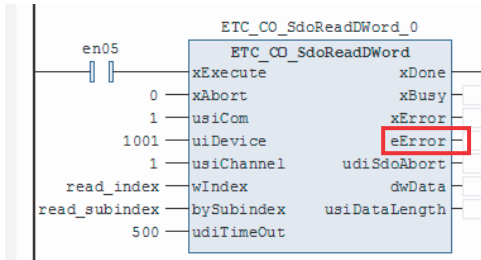 ETC_CO_SdoReadDWord_0
en05 ETC_CO_SdoReadDWord
xExecute xDone
0 xAbort xBusy
1 usiCom xError
1001 uiDevice eError
1 usiChannel udiSdoAbort
read_index wIndex dwData
read_subindex bySubindex usiDataLength
500 udiTimeOut